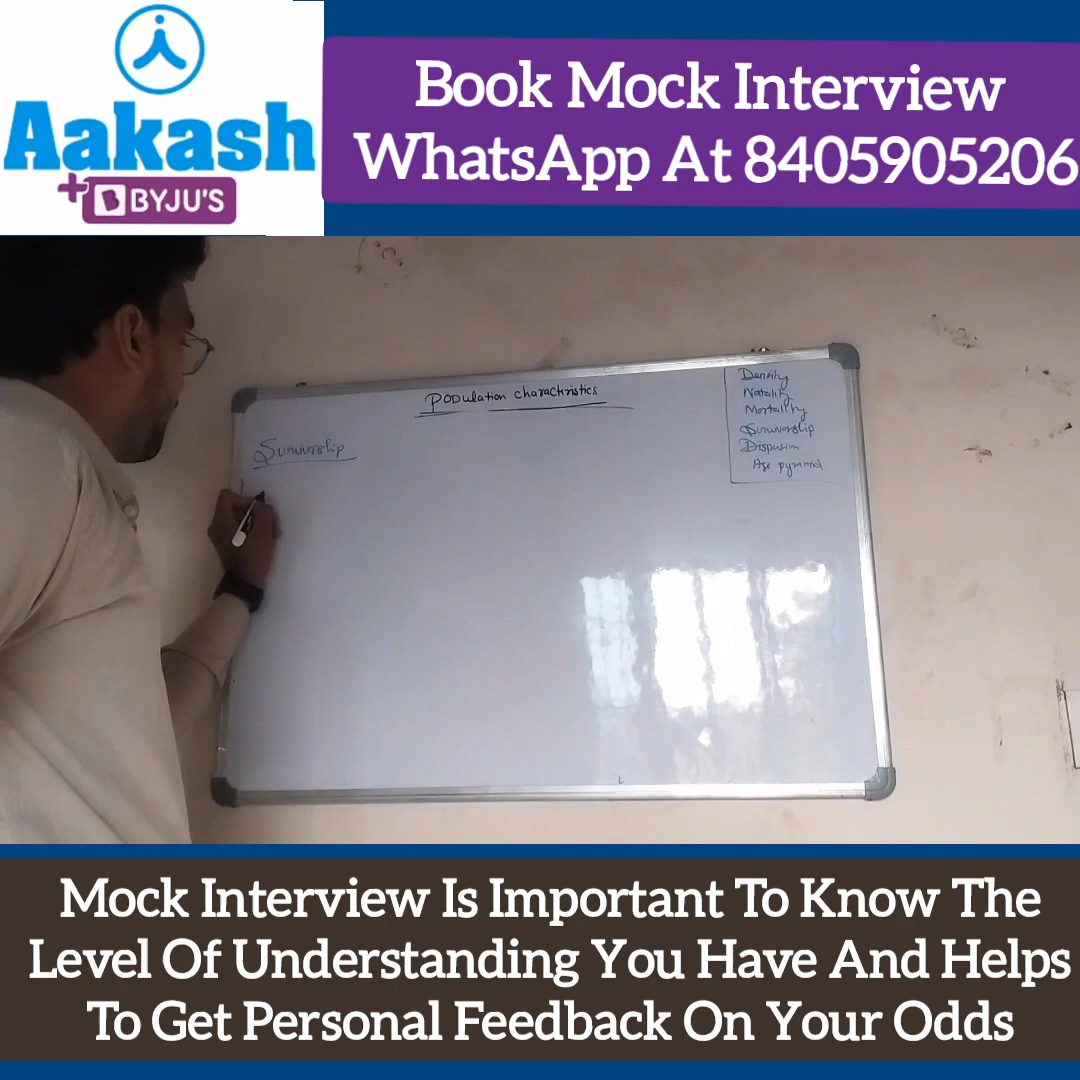 Aakash
+ BYJU'S
Book Mock Interview
WhatsApp At 8405905206
Population charactristics
Survivorship
Density
Natality
Mortality
Survivorship
Dispersion
Age pyramid
Mock Interview Is Important To Know The
Level Of Understanding You Have And Helps
To Get Personal Feedback On Your Odds